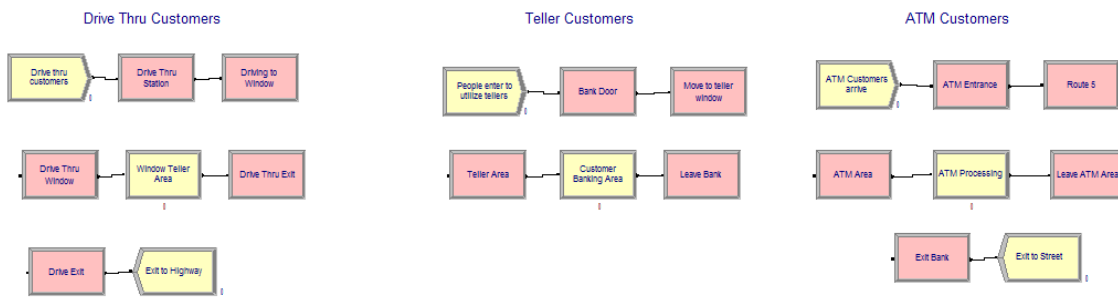 Drive Thru Customers
Teller Customers
ATM Customers
Drive thru
customers
Drive Thru
Station
Driving to
Window
People enter to
utilize tellers
Bank Door
Move to teller
window
ATM Customers
arrive
ATM Entrance
Route 5
Drive Thru
Window
Window Teller
Area
Drive Thru Exit
Teller Area
Customer
Banking Area
Leave Bank
ATM Area
ATM Processing
Leave ATM Area
Drive Exit
Exit to Highway
Exit Bank
Exit to Street